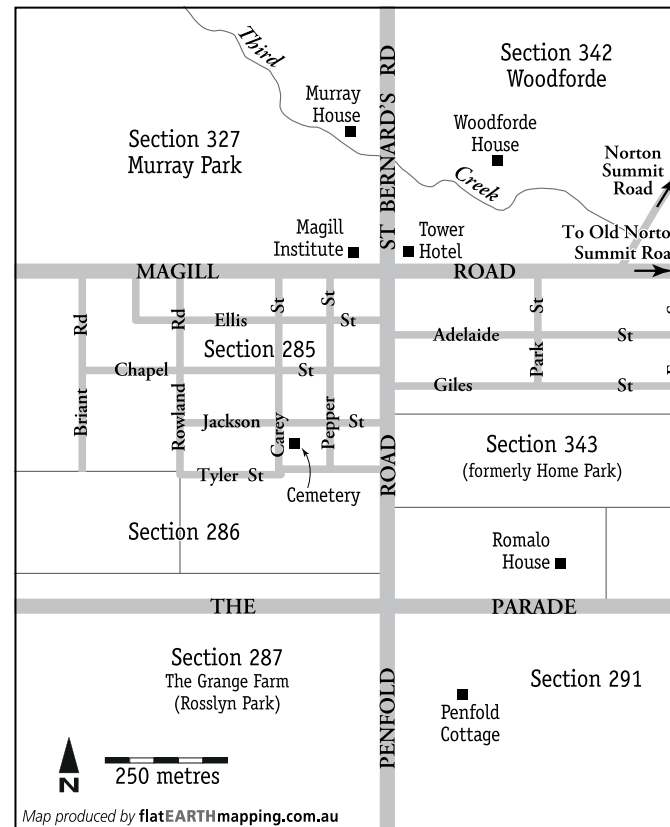 Third
Creek
Section 342
Woodforde
Murray
House
Section 327
Murray Park
Woodforde
House
ST BERNARD'S RD
Norton
Summit
Road
Magill
Institute
Tower
Hotel
To Old Norto
Summit Roa
MAGILL ROAD
Briant Rd
Rowland Rd
Carey St
Pepper St
Ellis St
Section 285
Chapel St
Jackson St
Tyler St
Cemetery
Adelaide St
Park St
Giles St
Section 343
(formerly Home Park)
Section 286
Romalo
House
THE PARADE
PENFOLD ROAD
Section 287
The Grange Farm
(Rosslyn Park)
Section 291
Penfold
Cottage
N
250 metres
Map produced by flatEARTHmapping.com.au